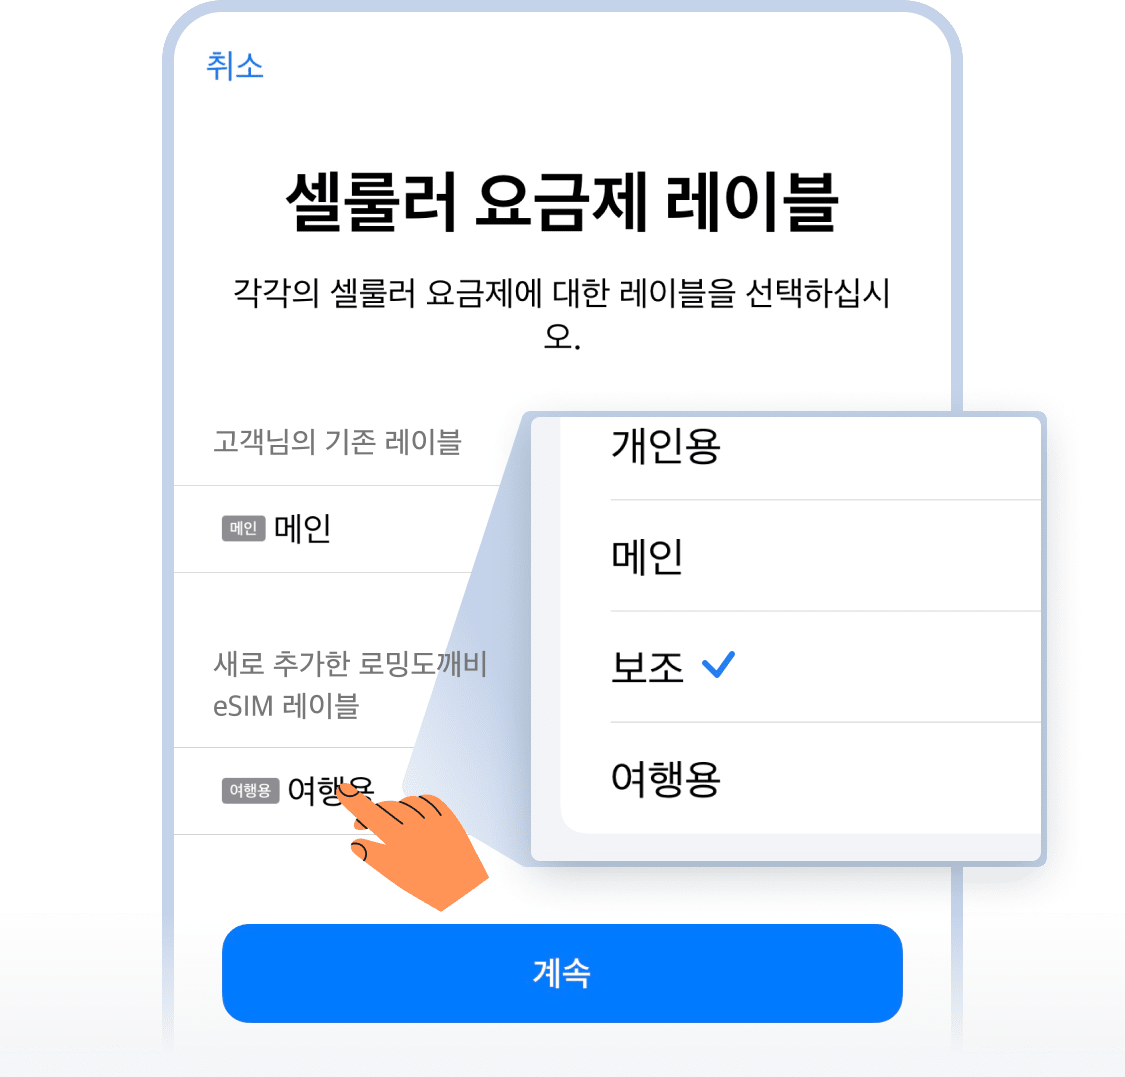 취소
셀룰러 요금제 레이블
각각의 셀룰러 요금제에 대한 레이블을 선택하십시
오.
고객님의 기존 레이블
메인 메인
새로 추가한 로밍도깨비
eSIM 레이블
여행용 여행용
개인용
메인
보조
여행용
계속